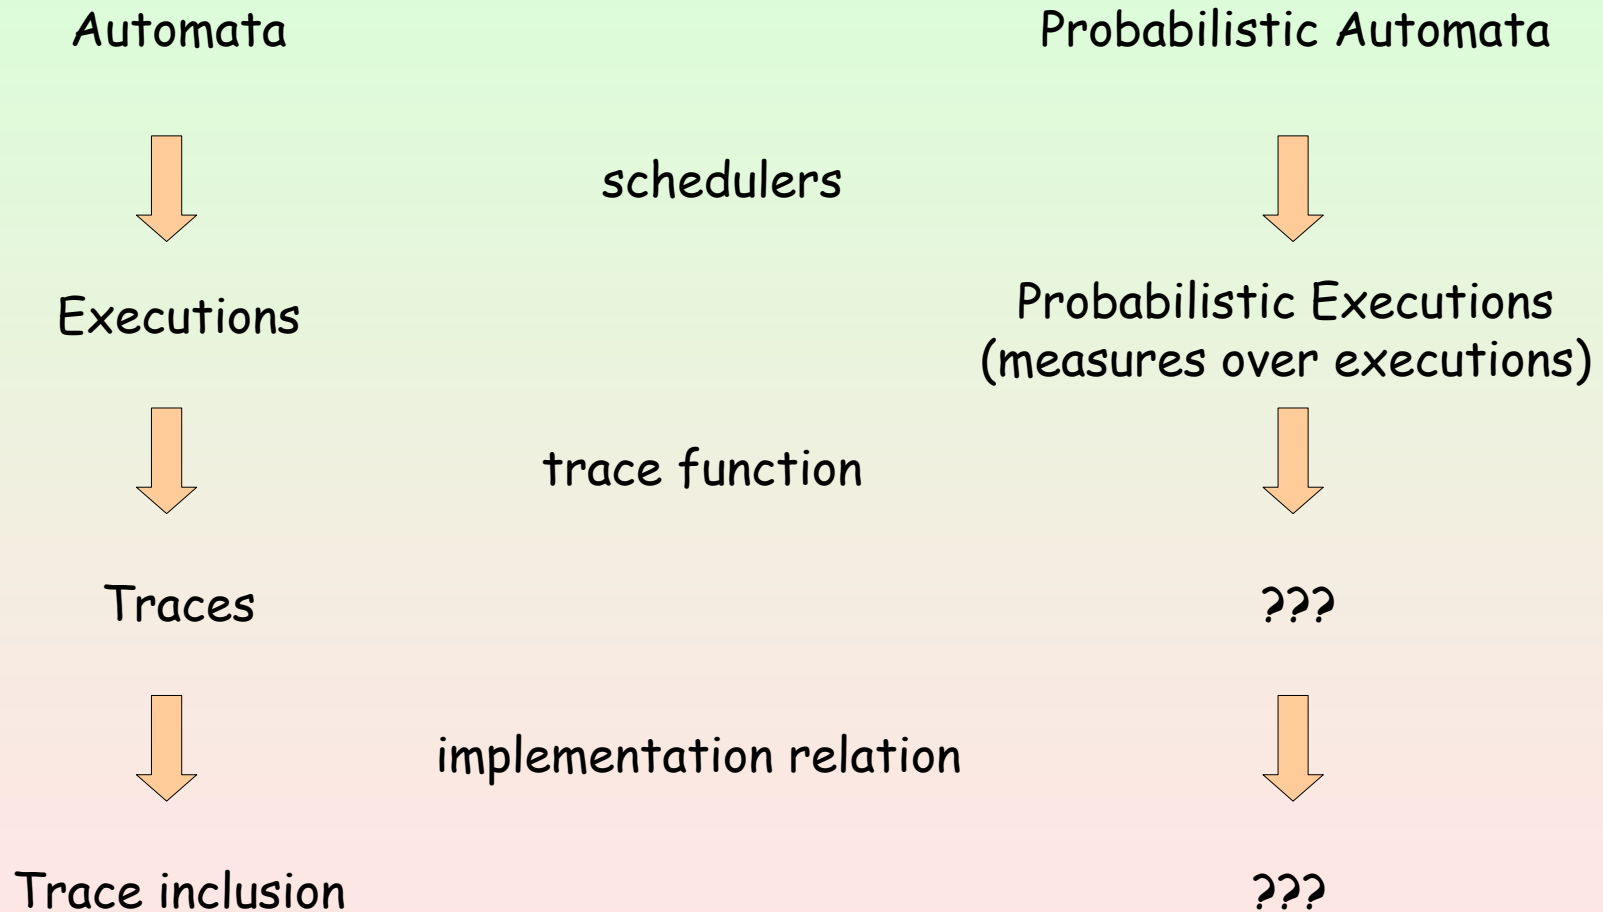 Automata
Probabilistic Automata
schedulers
Executions
Probabilistic Executions
(measures over executions)
trace function
Traces
???
implementation relation
Trace inclusion
???